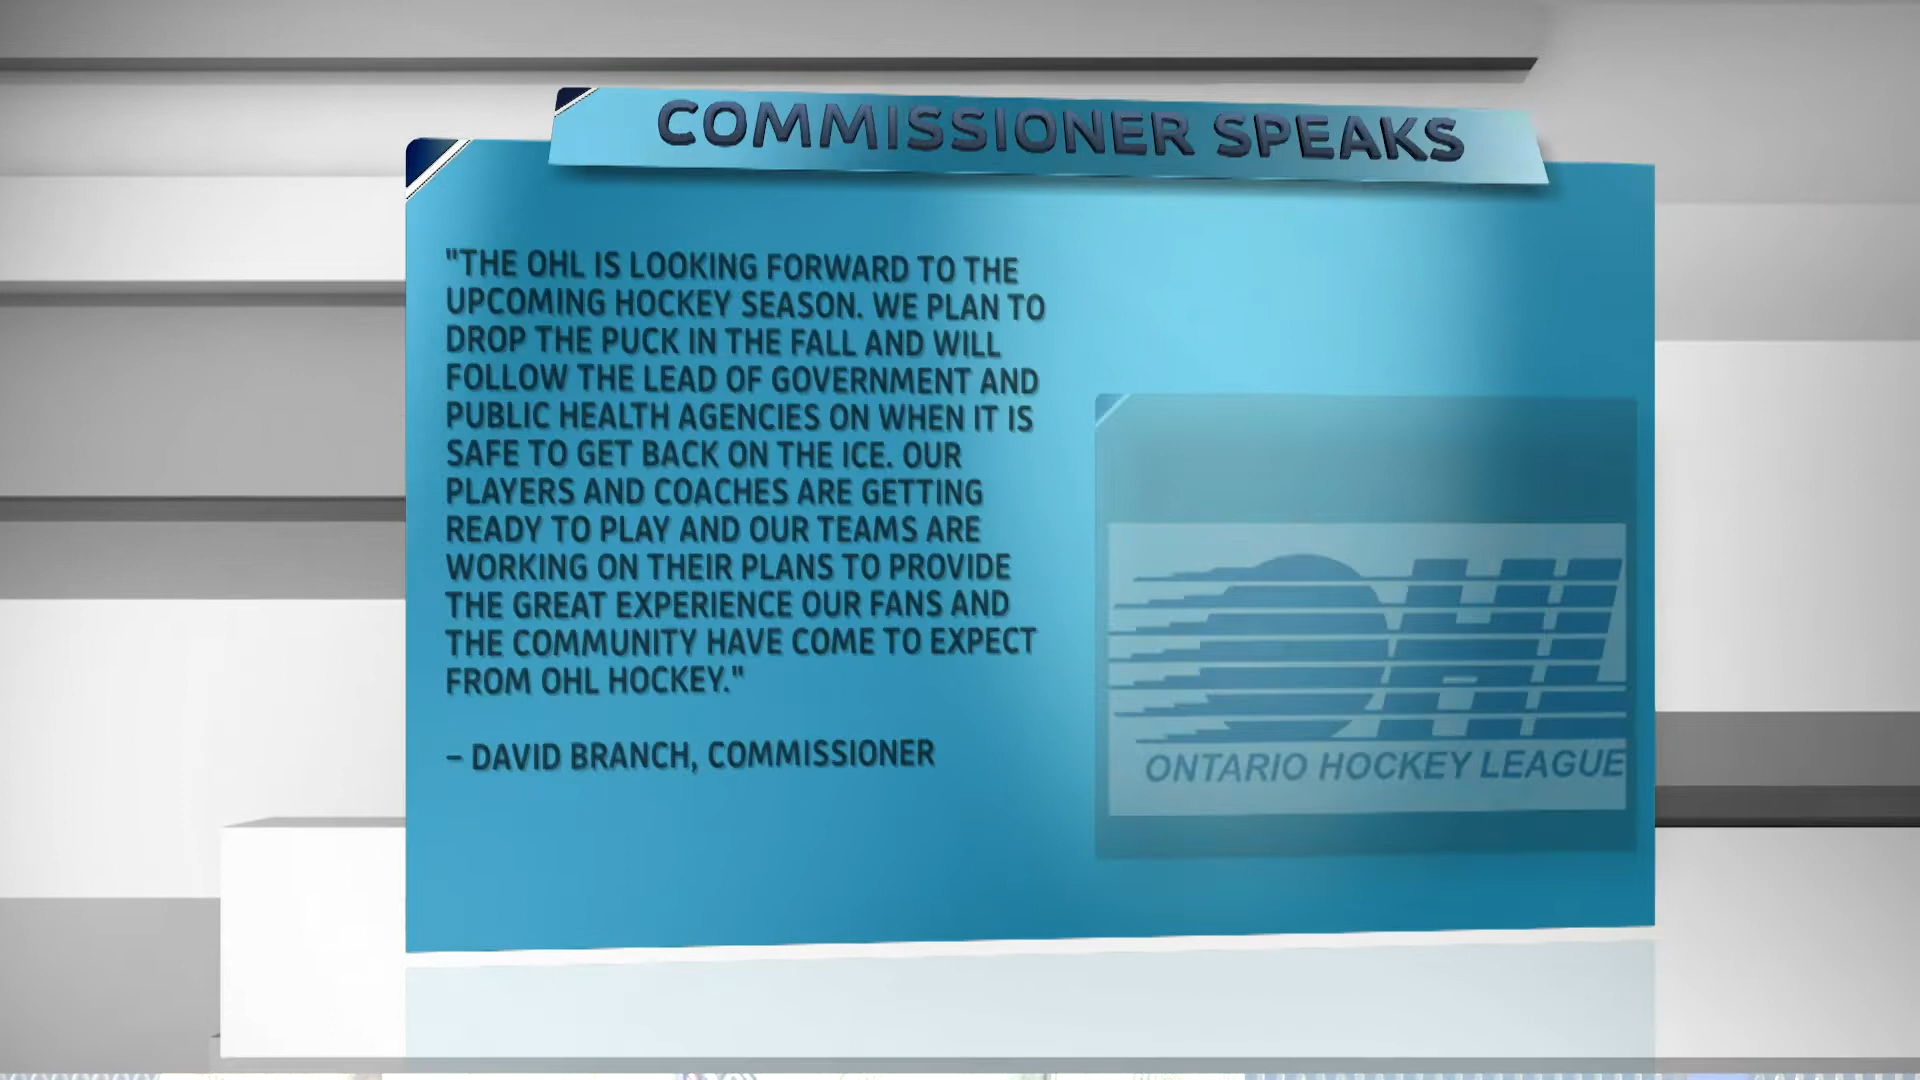 COMMISSIONER SPEAKS
"THE OHL IS LOOKING FORWARD TO THE
UPCOMING HOCKEY SEASON. WE PLAN TO
DROP THE PUCK IN THE FALL AND WILL
FOLLOW THE LEAD OF GOVERNMENT AND
PUBLIC HEALTH AGENCIES ON WHEN IT IS
SAFE TO GET BACK ON THE ICE. OUR
PLAYERS AND COACHES ARE GETTING
READY TO PLAY AND OUR TEAMS ARE
WORKING ON THEIR PLANS TO PROVIDE
THE GREAT EXPERIENCE OUR FANS AND
THE COMMUNITY HAVE COME TO EXPECT
FROM OHL HOCKEY."
– DAVID BRANCH, COMMISSIONER
OHL
ONTARIO HOCKEY LEAGUE